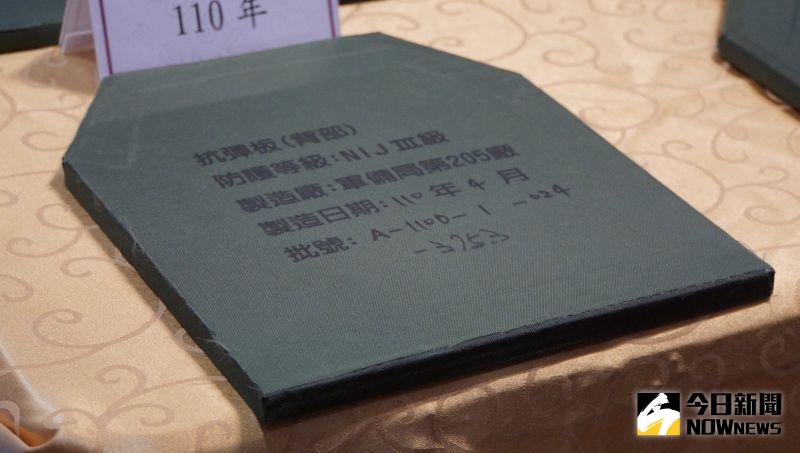 110年
抗彈板(背部)
防護等級:NIJ III級
製造廠:軍備局第205廠
製造日期:110年4月
批號:A-110D-1-024
-3753
今日新聞
NOWNEWS